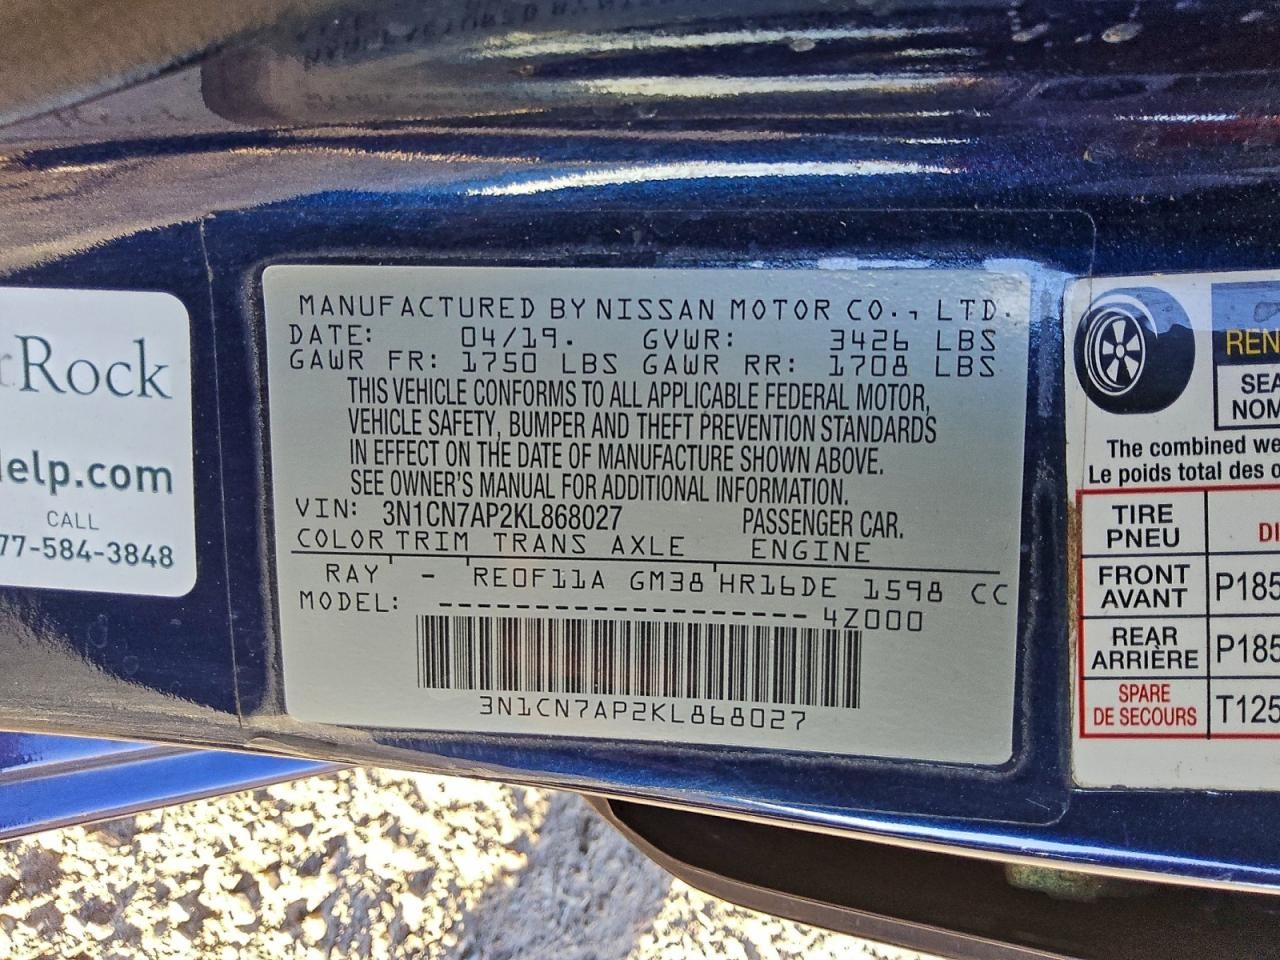 Rock
elp.com
CALL
77-584-3848
MANUFACTURED BY NISSAN MOTOR CO., LTD.
DATE: 04/19. GVWR: 3426 LBS
GAWR FR: 1750 LBS GAWR RR: 1708 LBS
THIS VEHICLE CONFORMS TO ALL APPLICABLE FEDERAL MOTOR,
VEHICLE SAFETY, BUMPER AND THEFT PREVENTION STANDARDS
IN EFFECT ON THE DATE OF MANUFACTURE SHOWN ABOVE.
SEE OWNER'S MANUAL FOR ADDITIONAL INFORMATION.
VIN: 3N1CN7AP2KL868027 PASSENGER CAR.
COLOR TRIM TRANS AXLE ENGINE
RAY - RE0F11A GM38 HR16DE 1598 CC
MODEL: ------------------ 4Z000
3N1CN7AP2KL868027
REN
SEA
NOM
The combined we
Le poids total des o
TIRE
PNEU
DI
FRONT
AVANT P185
REAR
ARRIÈRE P185
SPARE
DE SECOURS T125